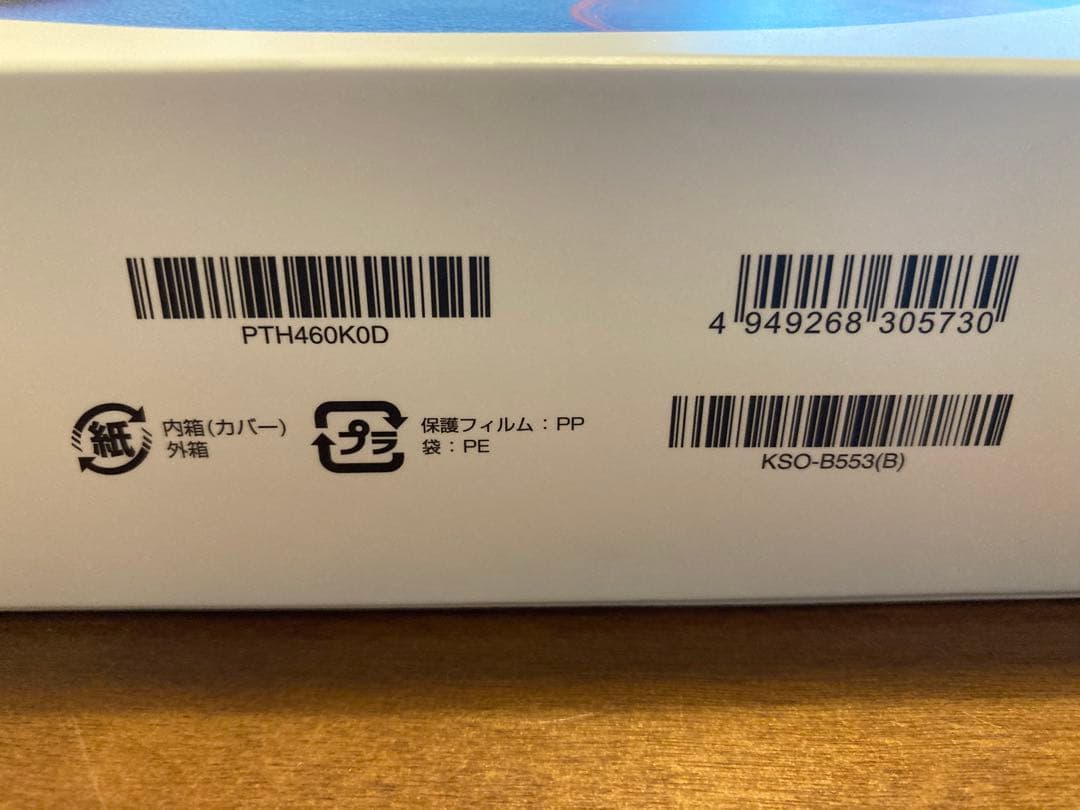 PTH460K0D
4 949268 305730
紙
内箱(カバー)
外箱
プラ
保護フィルム：PP
袋：PE
KSO-B553(B)